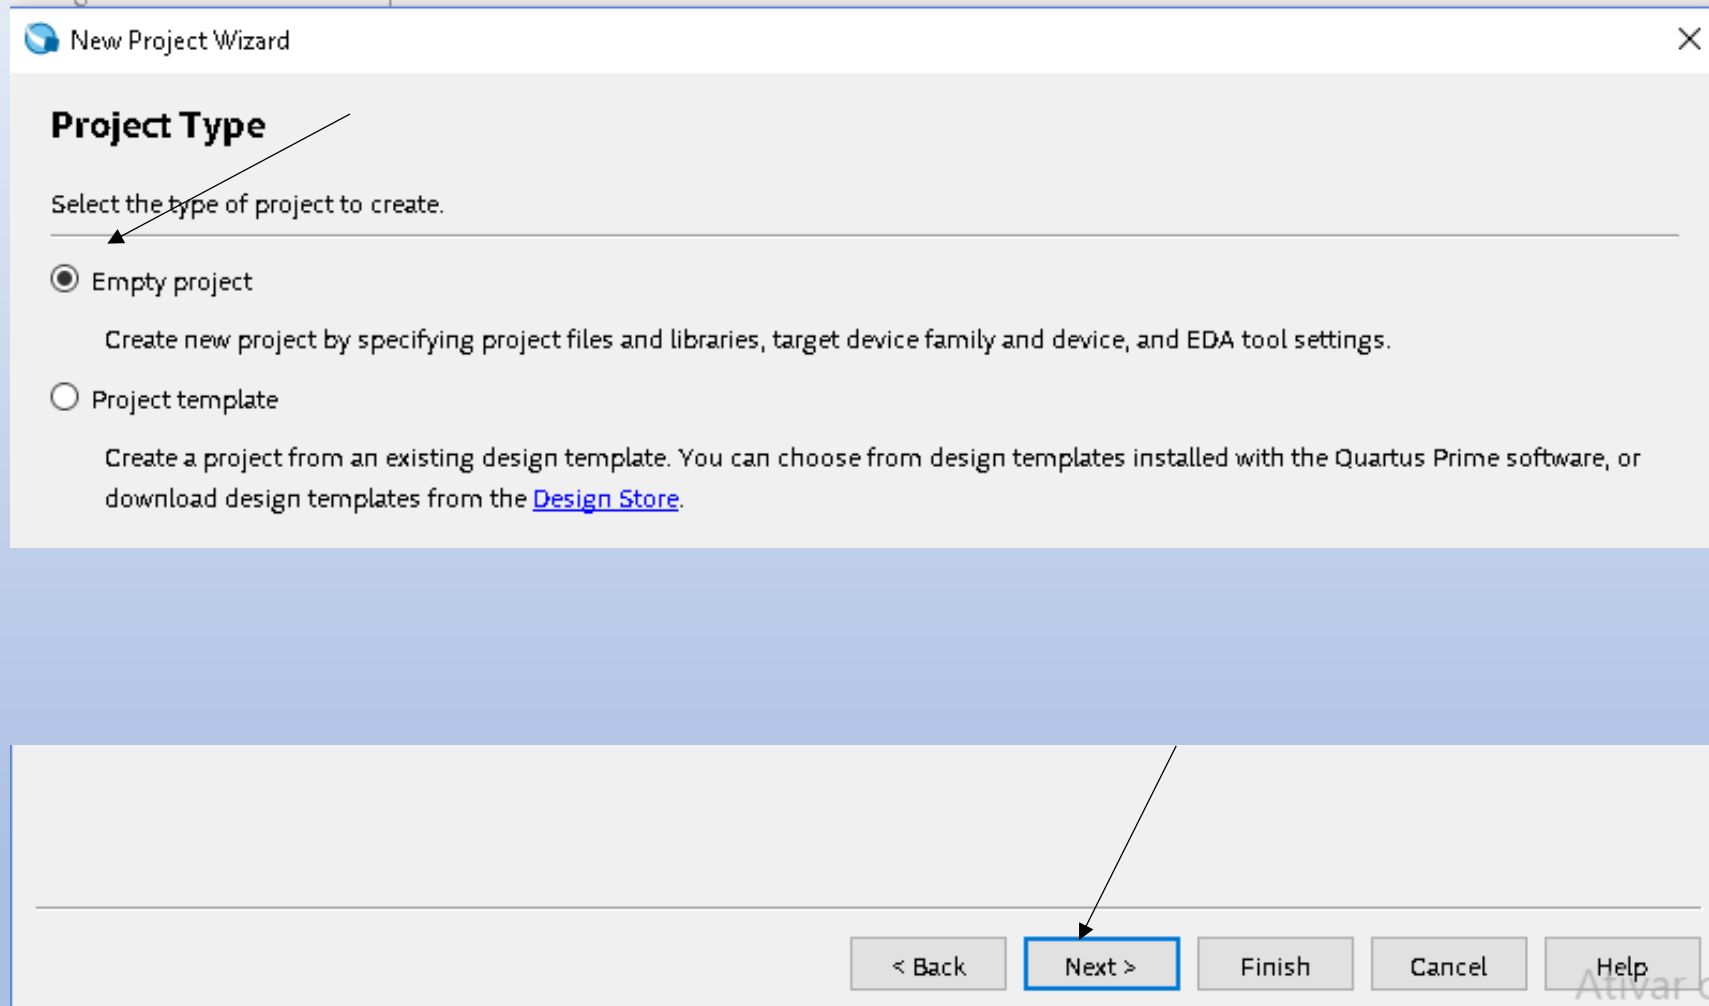 New Project Wizard
Project Type
Select the type of project to create.
Empty project
Create new project by specifying project files and libraries, target device family and device, and EDA tool settings.
Project template
Create a project from an existing design template. You can choose from design templates installed with the Quartus Prime software, or
download design templates from the Design Store.
< Back
Next >
Finish
Cancel
Help
Ativar